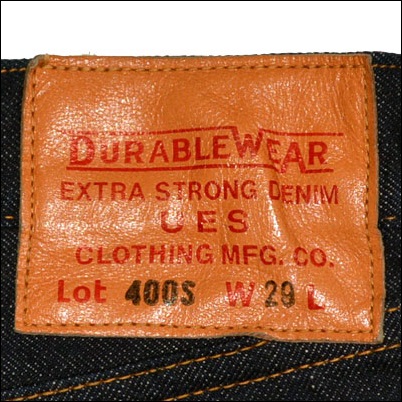 DURABLEWEAR
EXTRA STRONG DENIM
UES
CLOTHING MFG. CO.
Lot 400S W 29 L